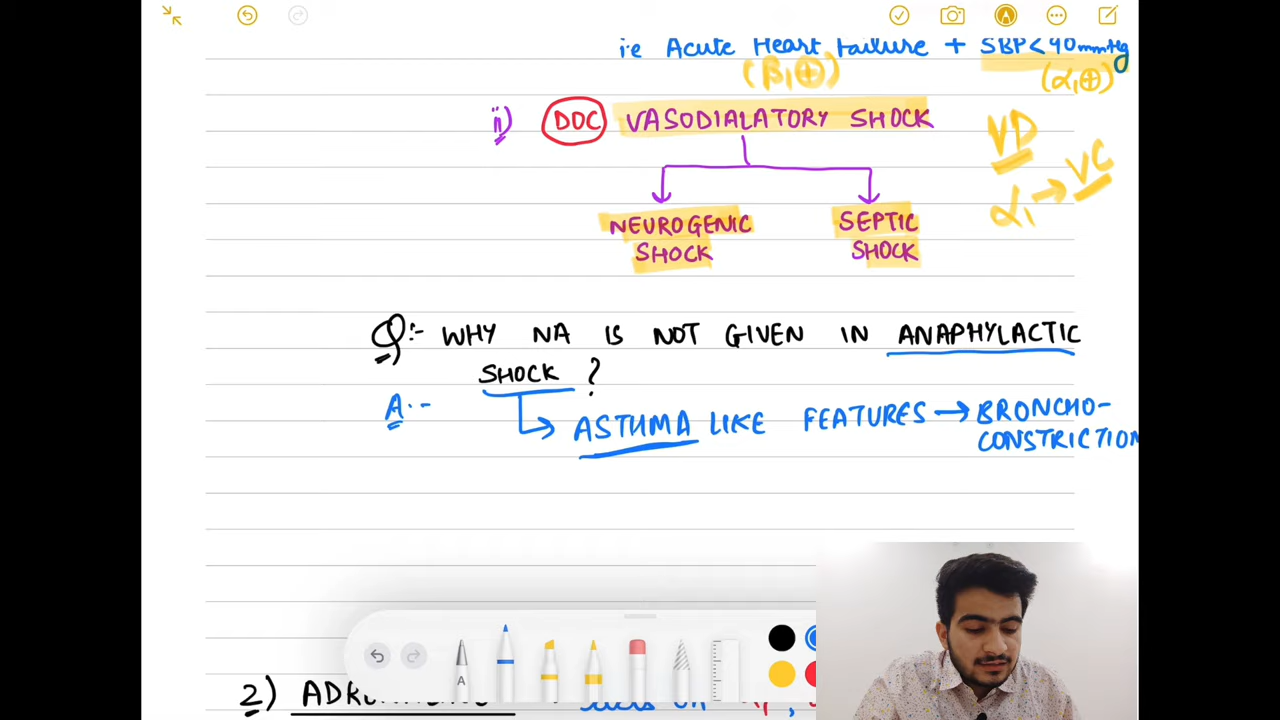 i.e Acute Heart Failure + SBP<90mmHg
(β₁⊕) (α₁⊕)
ii) DOC VASODIALATORY SHOCK
VD
α₁→VC
NEUROGENIC SHOCK
SEPTIC SHOCK
Q:- WHY NA IS NOT GIVEN IN ANAPHYLACTIC
SHOCK ?
A:- ASTHMA LIKE FEATURES → BRONCHO-
CONSTRICTION
2)